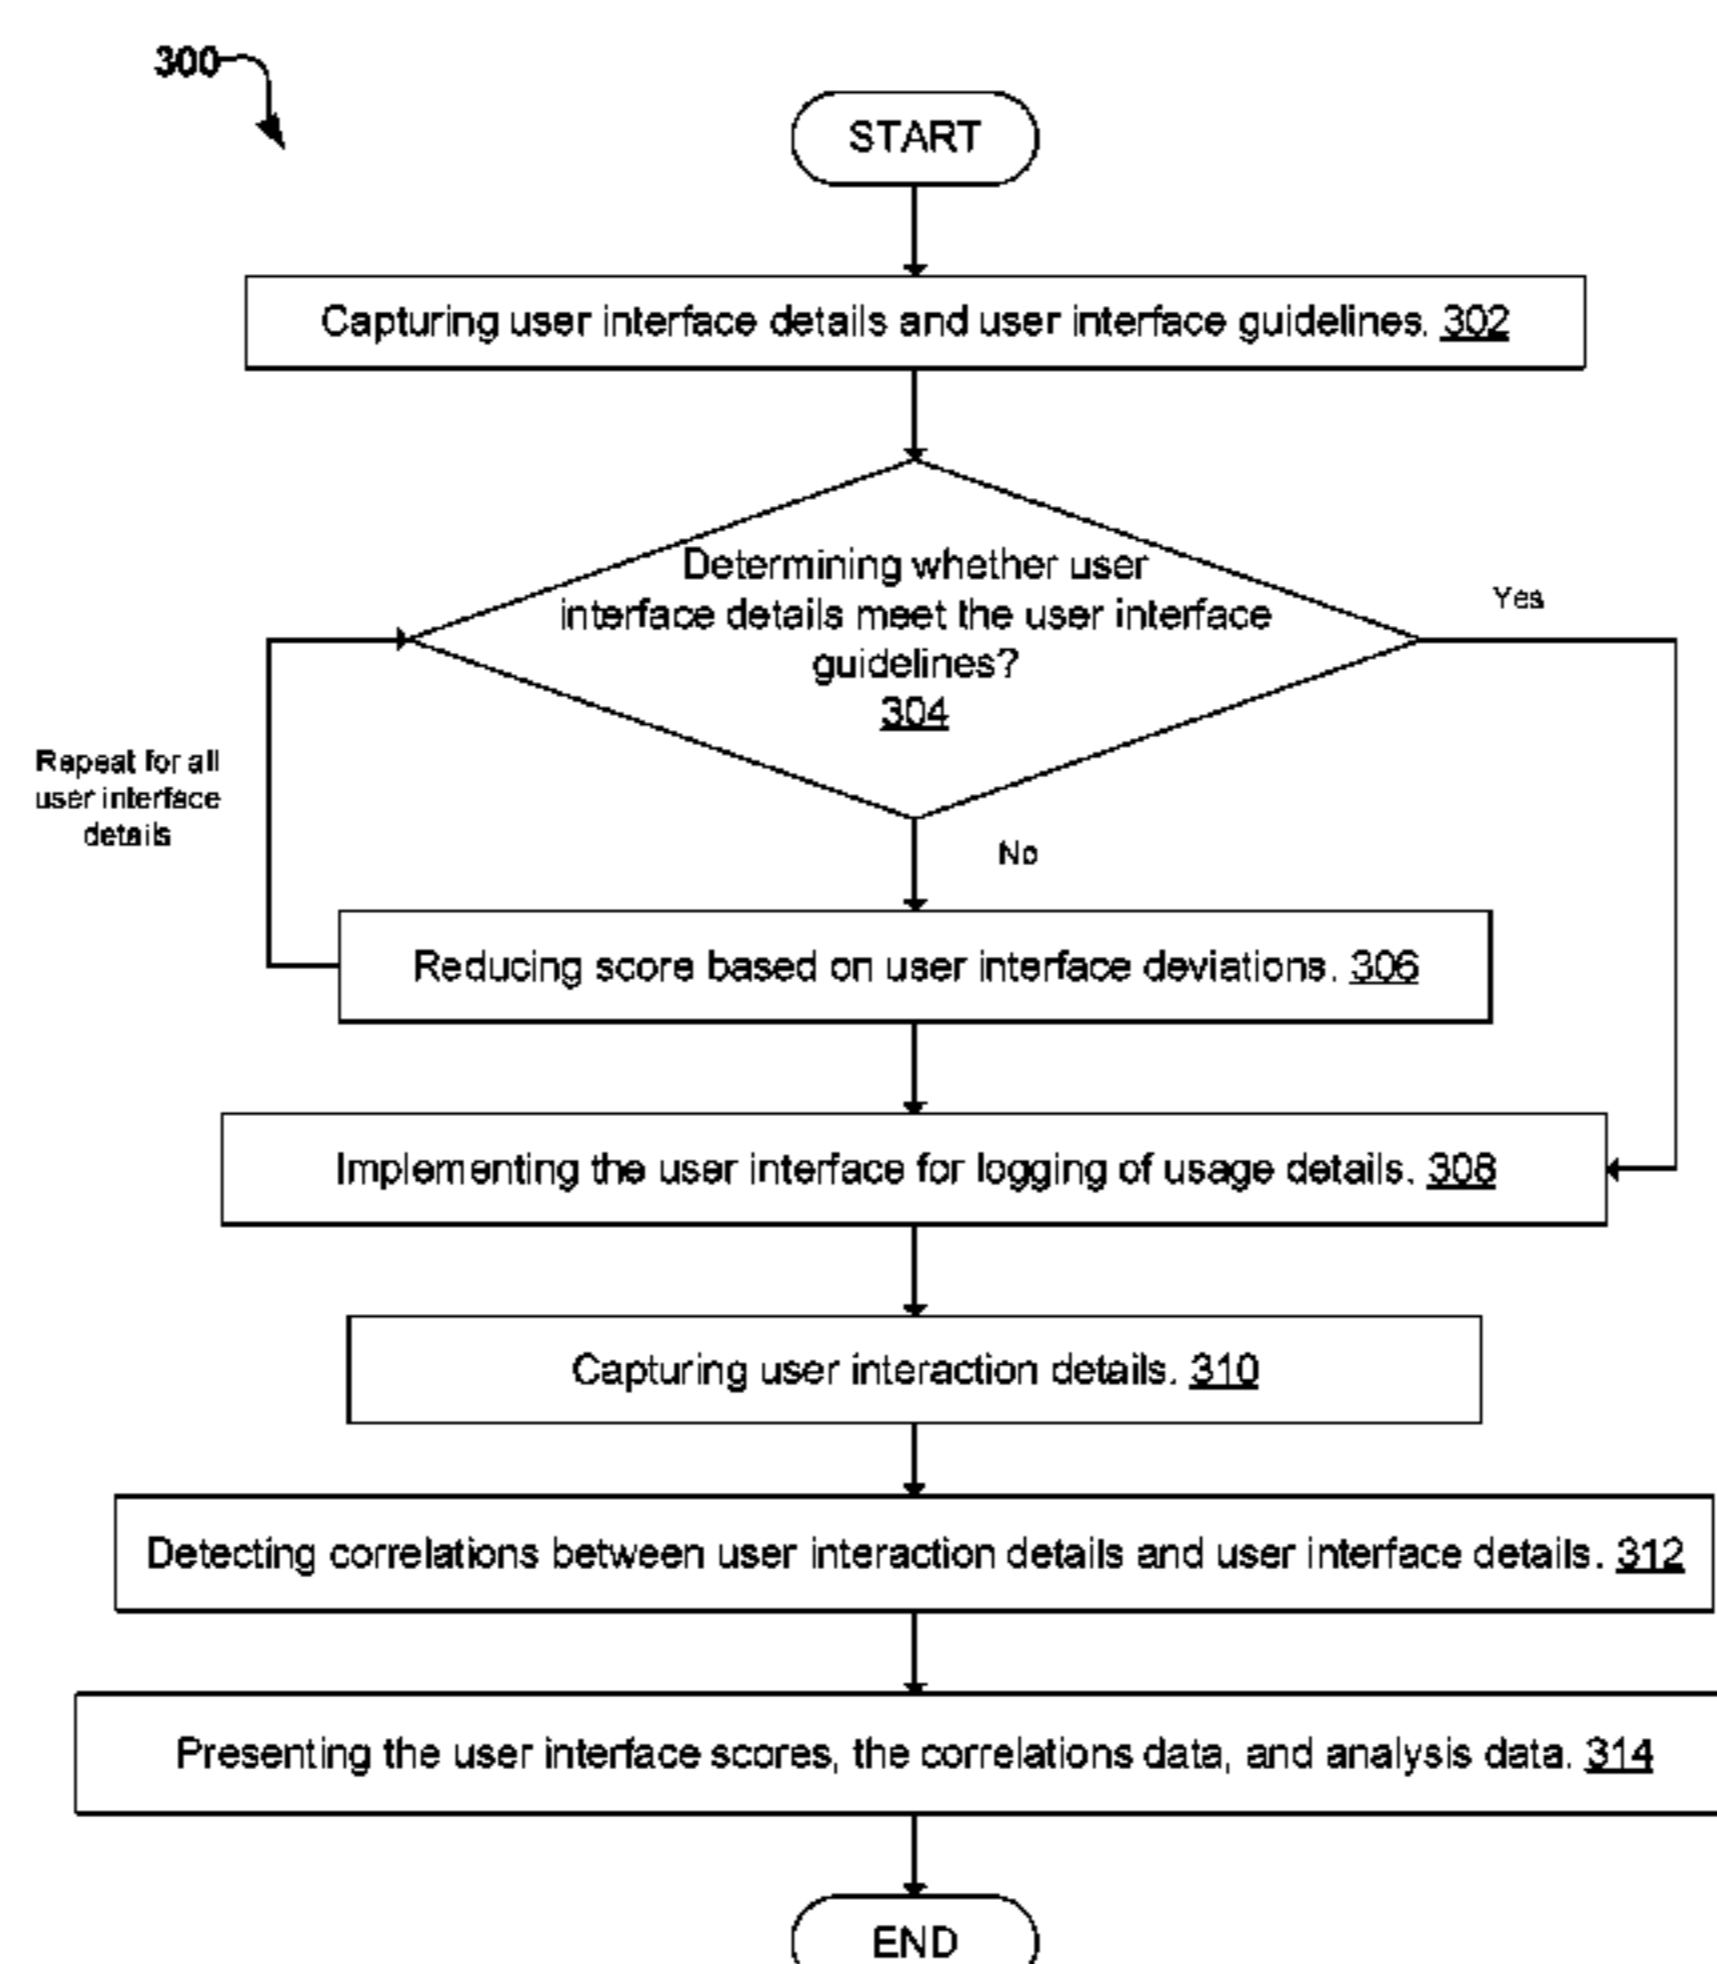 300
START
Capturing user interface details and user interface guidelines. 302
Determining whether user
interface details meet the user interface
guidelines?
304
Yes
Repeat for all
user interface
details
No
Reducing score based on user interface deviations. 306
Implementing the user interface for logging of usage details. 308
Capturing user interaction details. 310
Detecting correlations between user interaction details and user interface details. 312
Presenting the user interface scores, the correlations data, and analysis data. 314
END